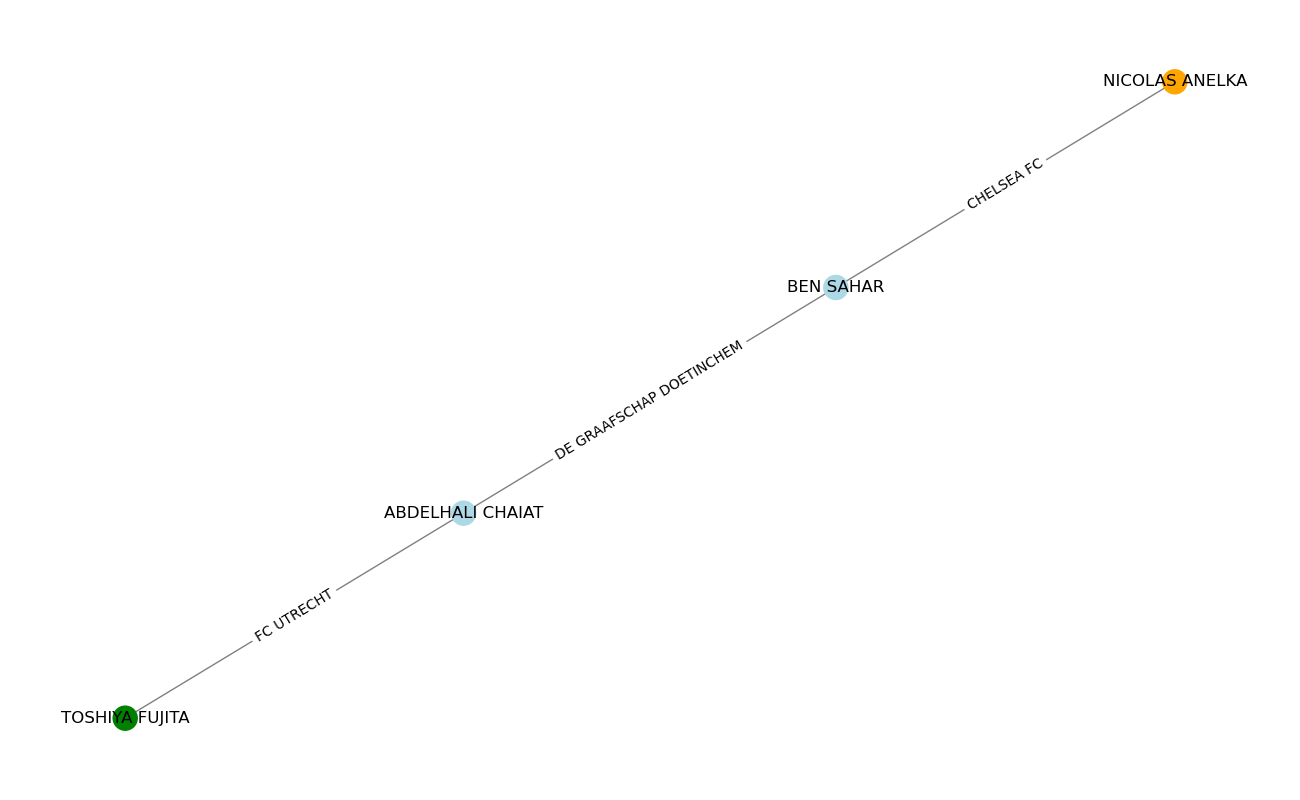 NICOLAS ANELKA
CHELSEA FC
BEN SAHAR
DE GRAAFSCHAP DOETINCHEM
ABDELHALI CHAIAT
FC UTRECHT
TOSHIYA FUJITA